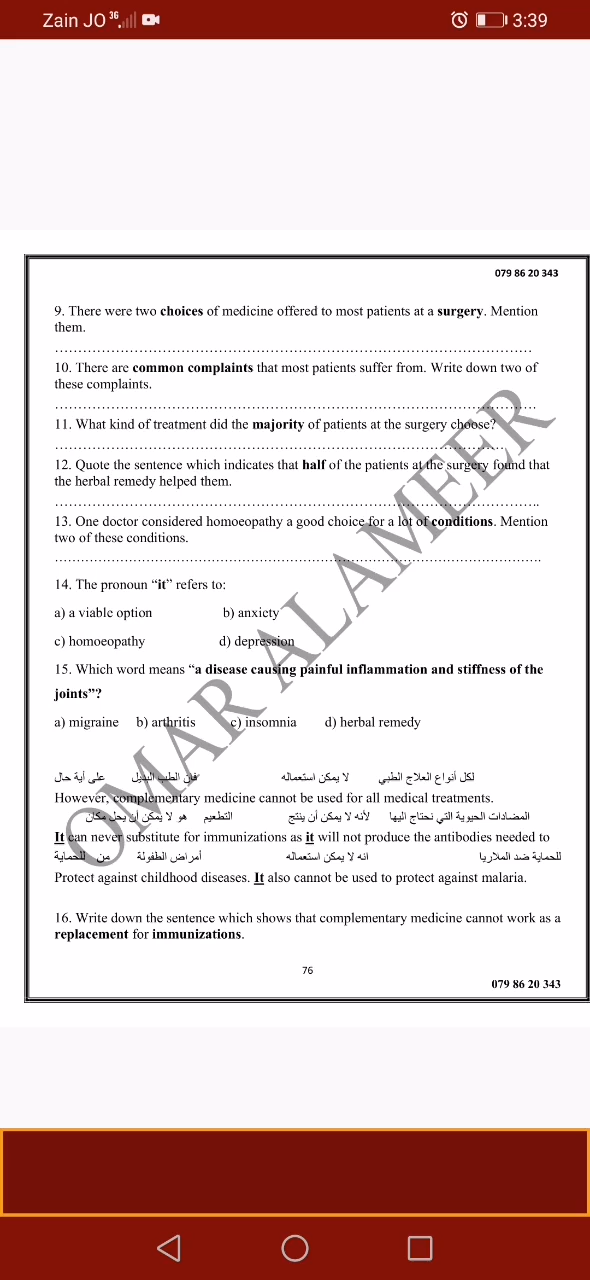 Zain JO 3G 3:39
079 86 20 343
9. There were two choices of medicine offered to most patients at a surgery. Mention
them.
……………………………………………………………………………………
10. There are common complaints that most patients suffer from. Write down two of
these complaints.
……………………………………………………………………………………
11. What kind of treatment did the majority of patients at the surgery choose?
……………………………………………………………………………………
12. Quote the sentence which indicates that half of the patients at the surgery found that
the herbal remedy helped them.
……………………………………………………………………………………..
13. One doctor considered homoeopathy a good choice for a lot of conditions. Mention
two of these conditions.
…………………………………………………………………………………….
14. The pronoun “it” refers to:
a) a viable option b) anxiety
c) homoeopathy d) depression
15. Which word means “a disease causing painful inflammation and stiffness of the
joints”?
a) migraine b) arthritis c) insomnia d) herbal remedy
على أية حال فان الطب البديل لا يمكن استعماله لكل أنواع العلاج الطبي
However, complementary medicine cannot be used for all medical treatments.
هو لا يمكن أن يحل مكان التطعيم لأنه لا يمكن أن ينتج المضادات الحيوية التي نحتاج اليها
It can never substitute for immunizations as it will not produce the antibodies needed to
للحماية من أمراض الطفولة انه لا يمكن استعماله للحماية ضد الملاريا
Protect against childhood diseases. It also cannot be used to protect against malaria.
16. Write down the sentence which shows that complementary medicine cannot work as a
replacement for immunizations.
76
079 86 20 343
OMAR ALAMEER